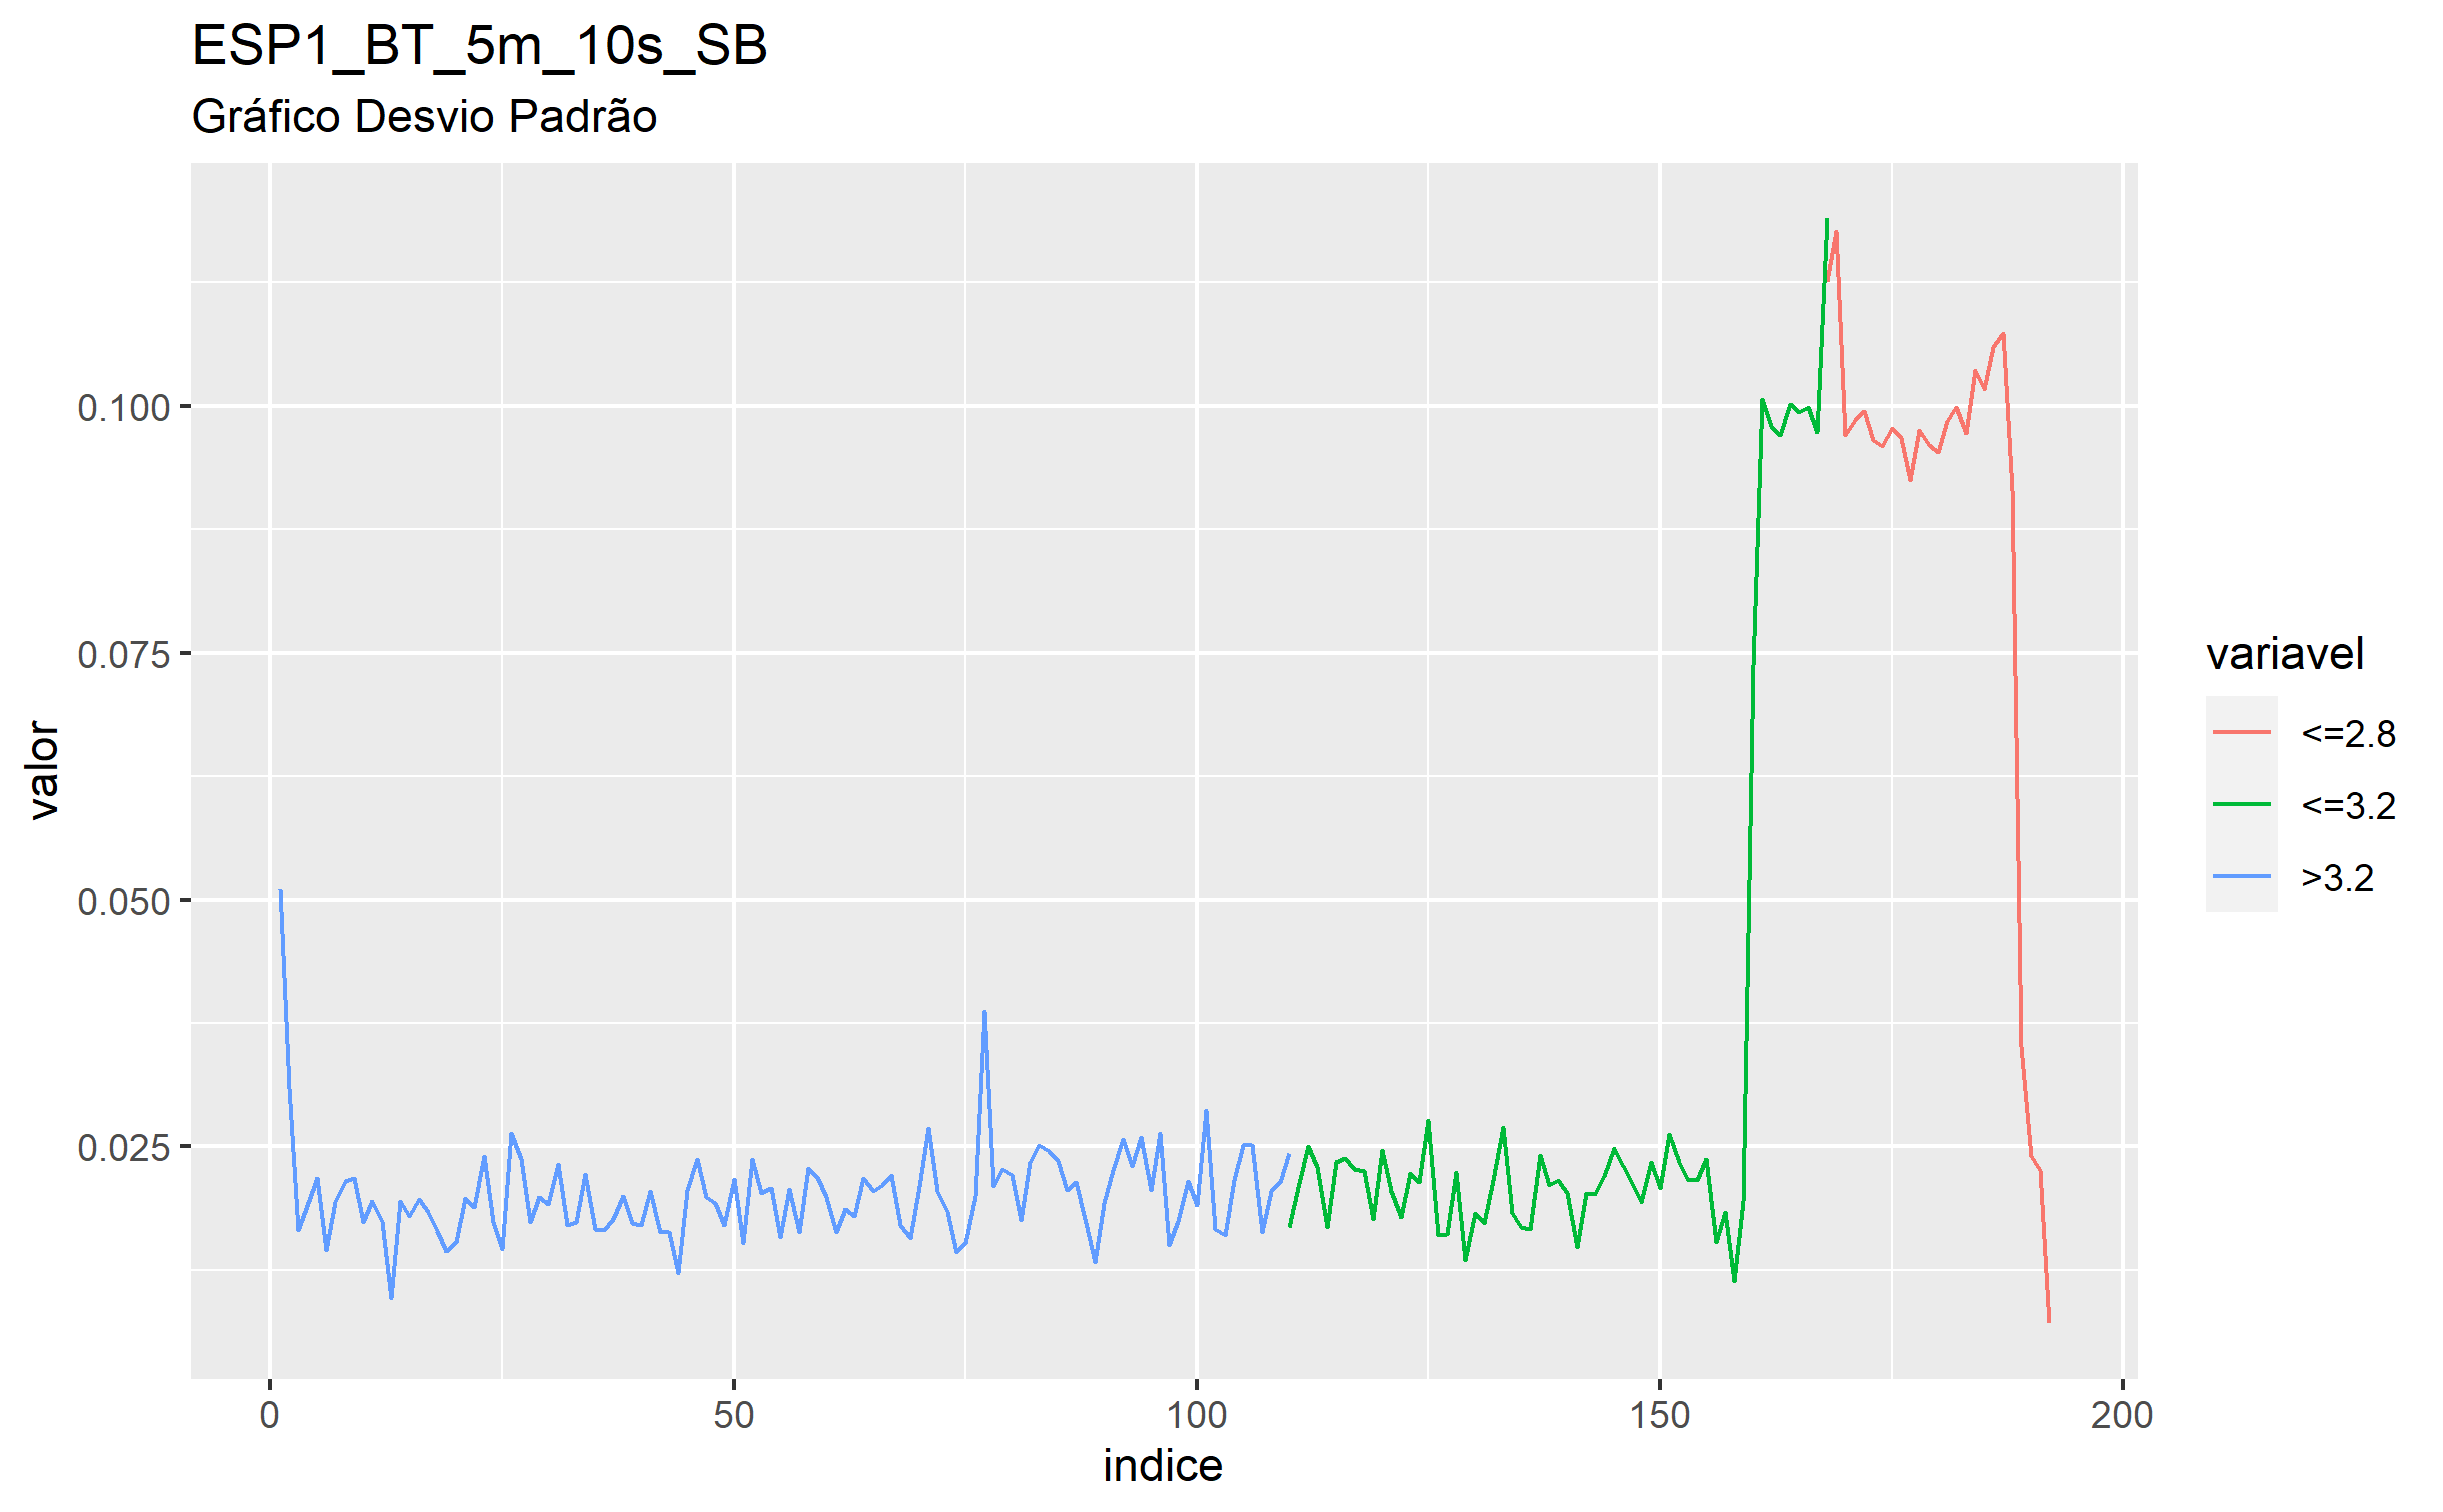 ESP1_BT_5m_10s_SB
Gráfico Desvio Padrão
valor
0.100
0.075
0.050
0.025
0
50
100
150
200
indice
variavel
<=2.8
<=3.2
>3.2